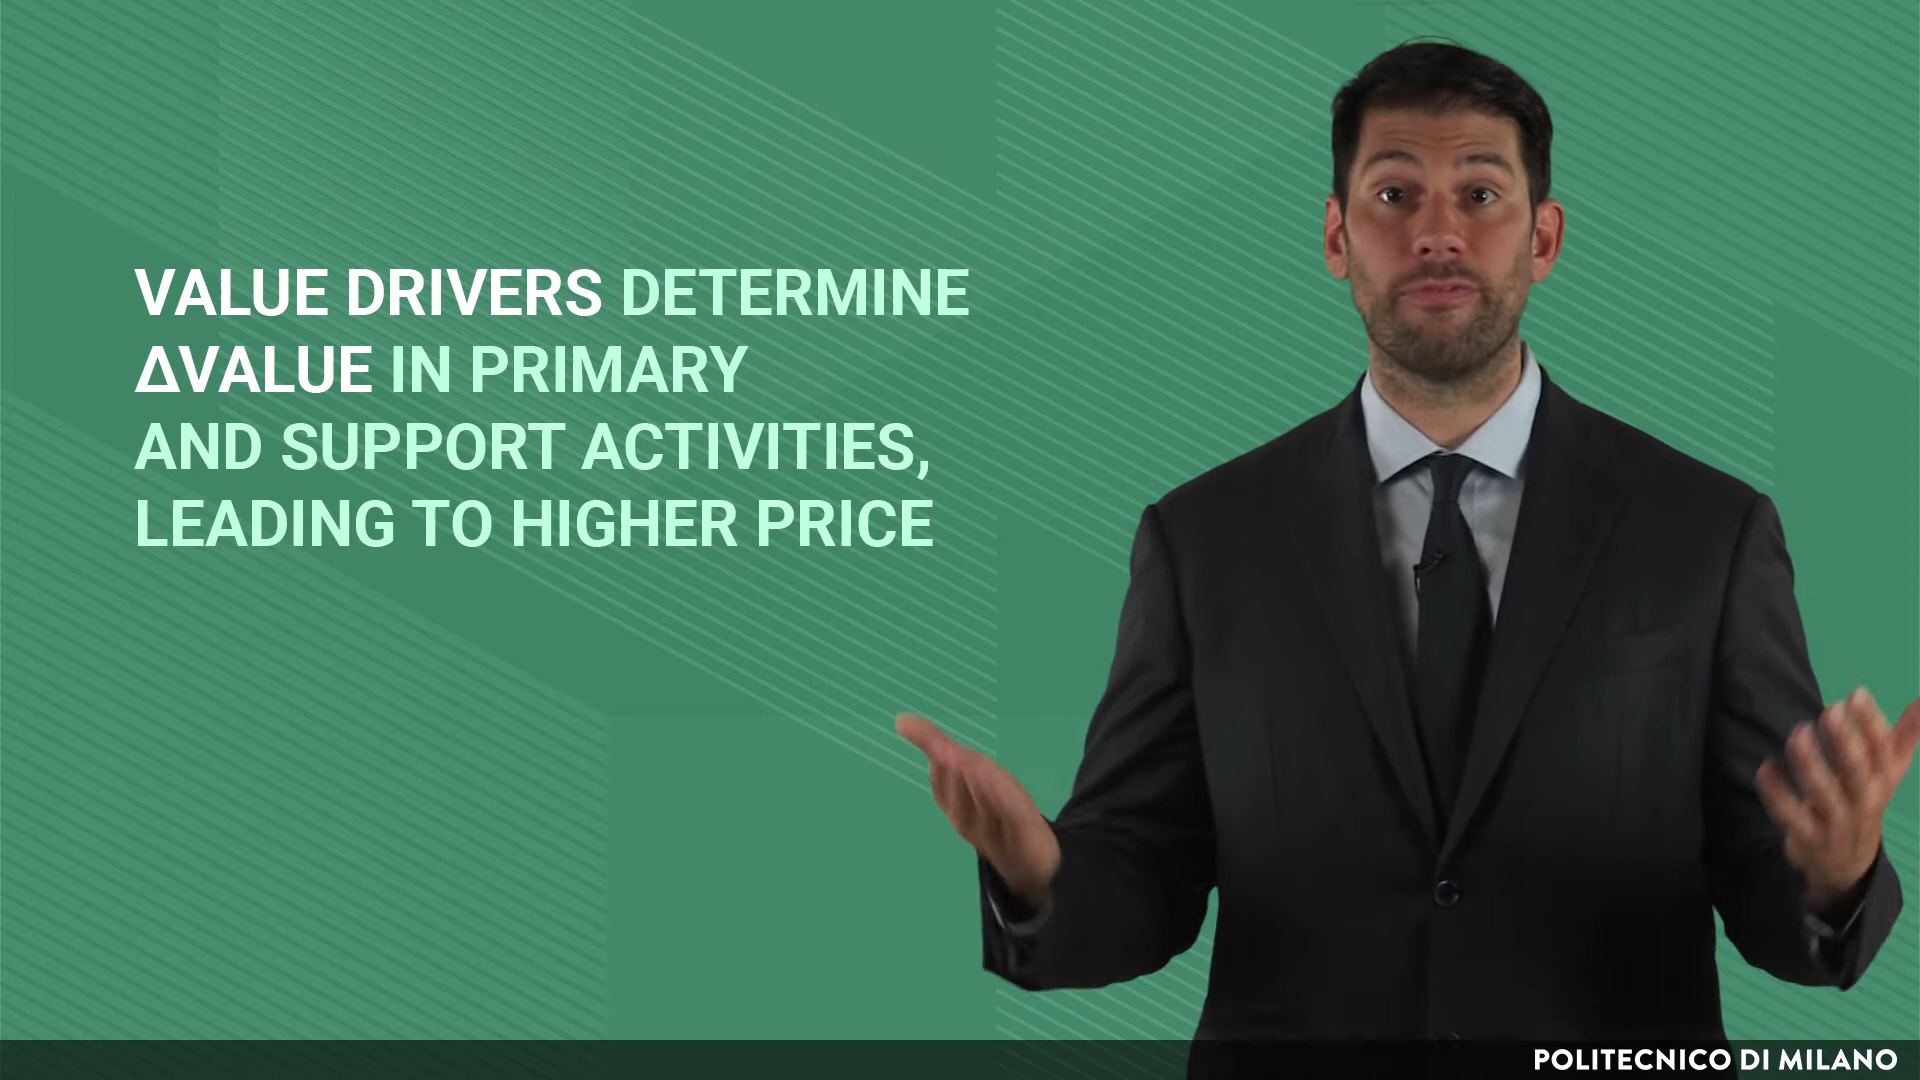 VALUE DRIVERS DETERMINE
ΔVALUE IN PRIMARY
AND SUPPORT ACTIVITIES,
LEADING TO HIGHER PRICE
POLITECNICO DI MILANO